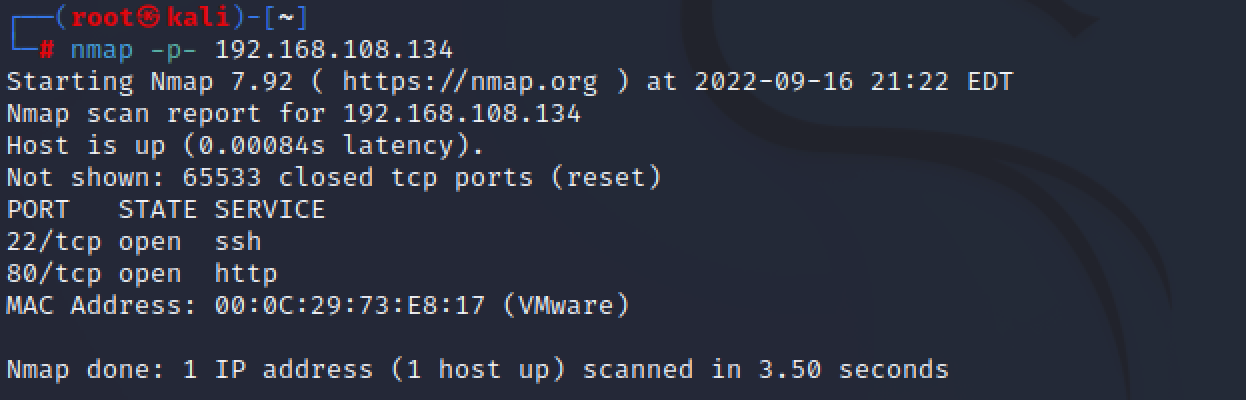 ┌──(root㉿kali)-[~]
└─# nmap -p- 192.168.108.134
Starting Nmap 7.92 ( https://nmap.org ) at 2022-09-16 21:22 EDT
Nmap scan report for 192.168.108.134
Host is up (0.00084s latency).
Not shown: 65533 closed tcp ports (reset)
PORT   STATE SERVICE
22/tcp open  ssh
80/tcp open  http
MAC Address: 00:0C:29:73:E8:17 (VMware)

Nmap done: 1 IP address (1 host up) scanned in 3.50 seconds